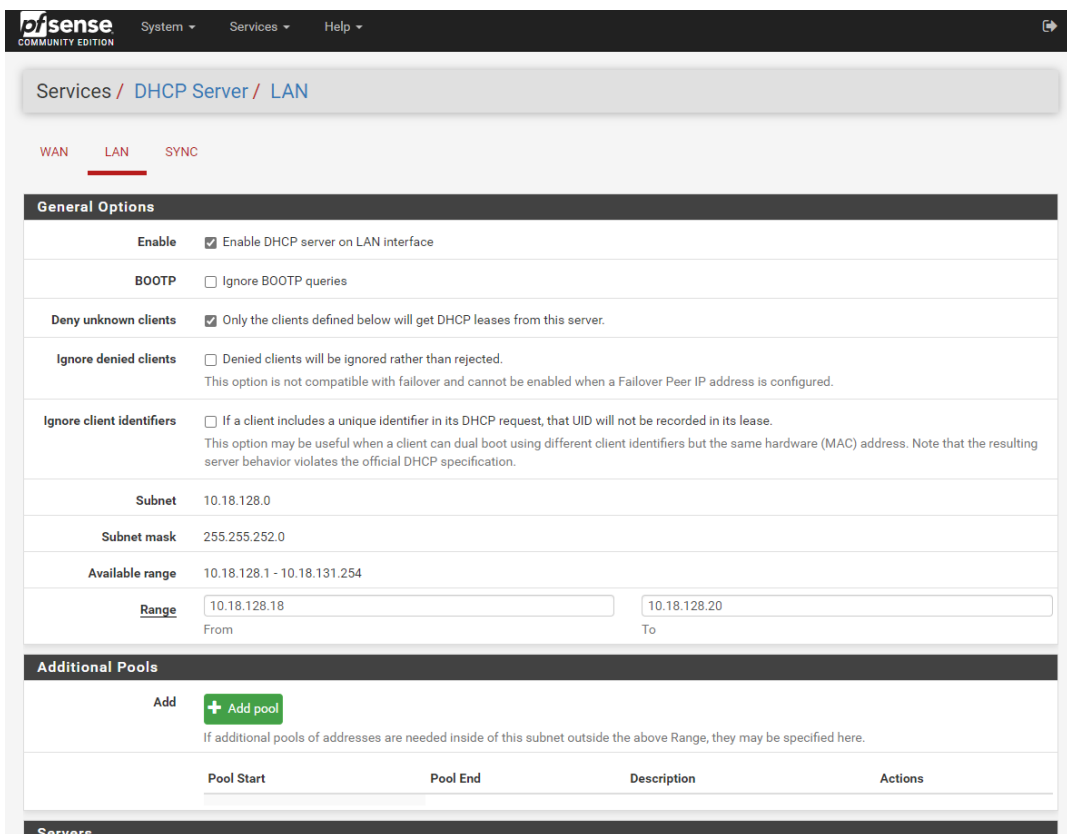 pfsense
COMMUNITY EDITION
System
Services
Help
Services / DHCP Server / LAN
WAN
LAN
SYNC
General Options
Enable
Enable DHCP server on LAN interface
BOOTP
Ignore BOOTP queries
Deny unknown clients
Only the clients defined below will get DHCP leases from this server.
Ignore denied clients
Denied clients will be ignored rather than rejected.
This option is not compatible with failover and cannot be enabled when a Failover Peer IP address is configured.
Ignore client identifiers
If a client includes a unique identifier in its DHCP request, that UID will not be recorded in its lease.
This option may be useful when a client can dual boot using different client identifiers but the same hardware (MAC) address. Note that the resulting
server behavior violates the official DHCP specification.
Subnet
10.18.128.0
Subnet mask
255.255.252.0
Available range
10.18.128.1 - 10.18.131.254
Range
10.18.128.18
10.18.128.20
From
To
Additional Pools
Add
Add pool
If additional pools of addresses are needed inside of this subnet outside the above Range, they may be specified here.
Pool Start
Pool End
Description
Actions
Servers